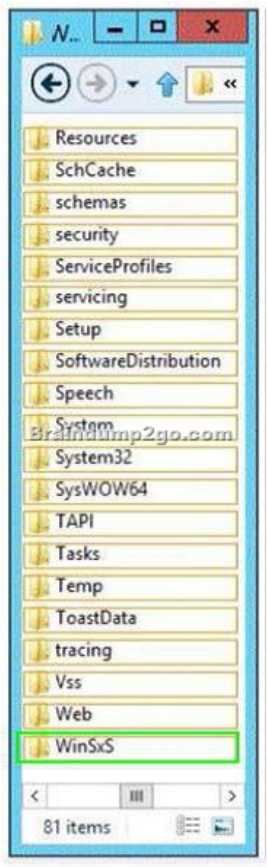 N...
«
Resources
SchCache
schemas
security
ServiceProfiles
servicing
Setup
SoftwareDistribution
Speech
System
Braindump2go.com
System32
SysWOW64
TAPI
Tasks
Temp
ToastData
tracing
Vss
Web
WinSxS
81 items